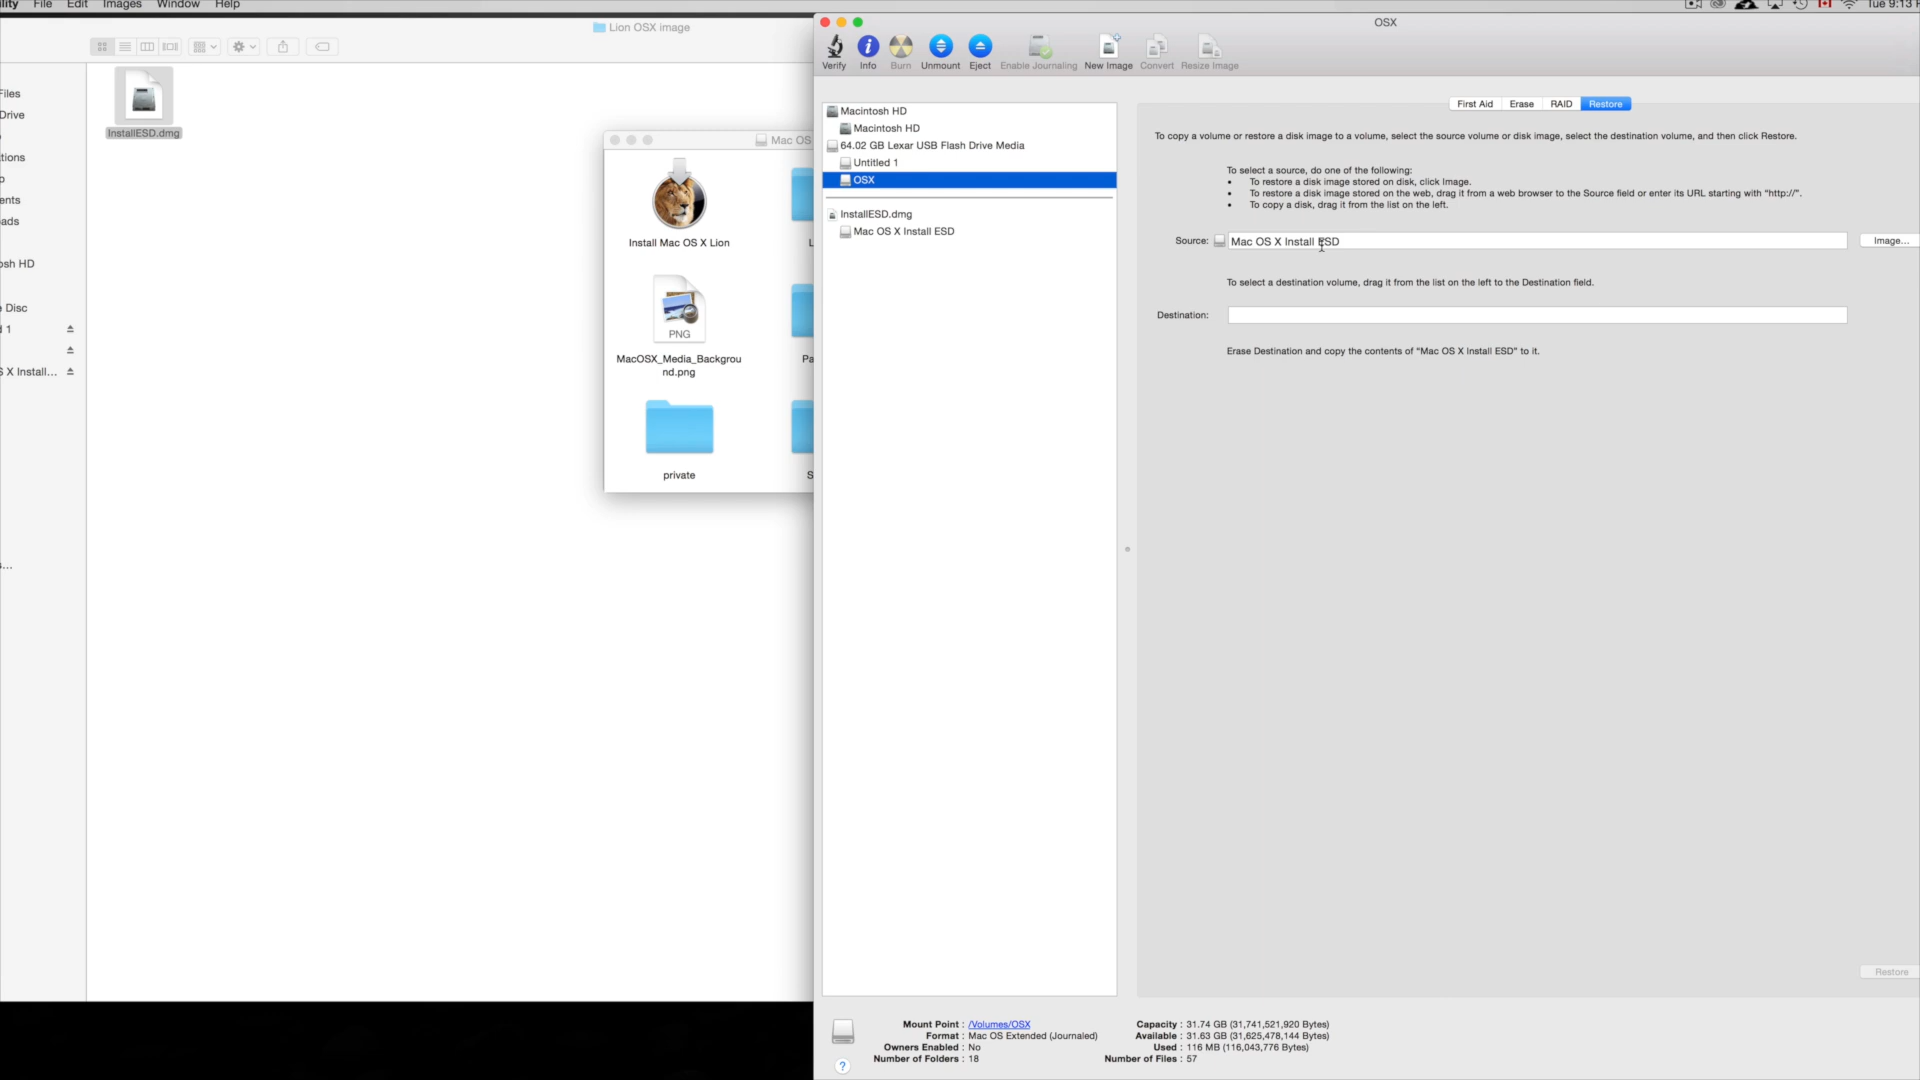 ility File Edit Images Window Help
Tue 9:13
Lion OSX image
Files
Drive
tions
p
ents
ads
osh HD
e Disc
d 1
S X Install...
s...
InstallESD.dmg
Mac OS
Install Mac OS X Lion
L
PNG
MacOSX_Media_Backgrou
nd.png
Pa
private
S
OSX
Verify Info Burn Unmount Eject Enable Journaling New Image Convert Resize Image
Macintosh HD
Macintosh HD
64.02 GB Lexar USB Flash Drive Media
Untitled 1
OSX
InstallESD.dmg
Mac OS X Install ESD
First Aid Erase RAID Restore
To copy a volume or restore a disk image to a volume, select the source volume or disk image, select the destination volume, and then click Restore.
To select a source, do one of the following:
• To restore a disk image stored on disk, click Image.
• To restore a disk image stored on the web, drag it from a web browser to the Source field or enter its URL starting with “http://”.
• To copy a disk, drag it from the list on the left.
Source: Mac OS X Install ESD Image...
To select a destination volume, drag it from the list on the left to the Destination field.
Destination:
Erase Destination and copy the contents of “Mac OS X Install ESD” to it.
Restore
Mount Point : /Volumes/OSX
Format : Mac OS Extended (Journaled)
Owners Enabled : No
Number of Folders : 18
Capacity : 31.74 GB (31,741,521,920 Bytes)
Available : 31.63 GB (31,625,478,144 Bytes)
Used : 116 MB (116,043,776 Bytes)
Number of Files : 57
?